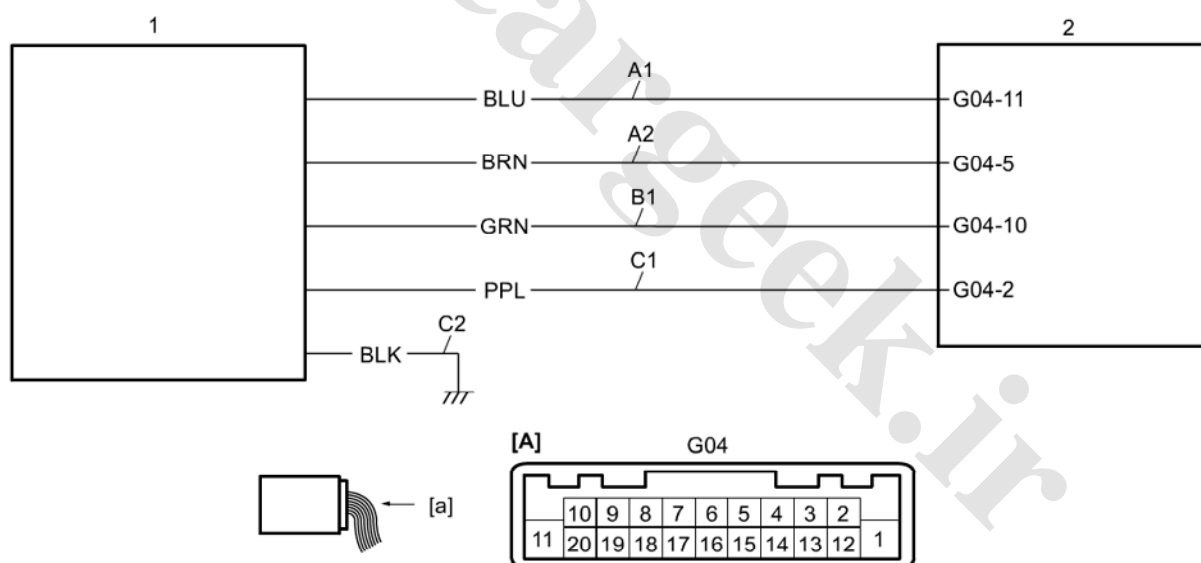 1
2
A1
BLU
G04-11
A2
BRN
G04-5
B1
GRN
G04-10
C1
PPL
G04-2
C2
BLK
[A]
G04
[a]
10 9 8 7 6 5 4 3 2
11 1
20 19 18 17 16 15 14 13 12
cargeek.ir